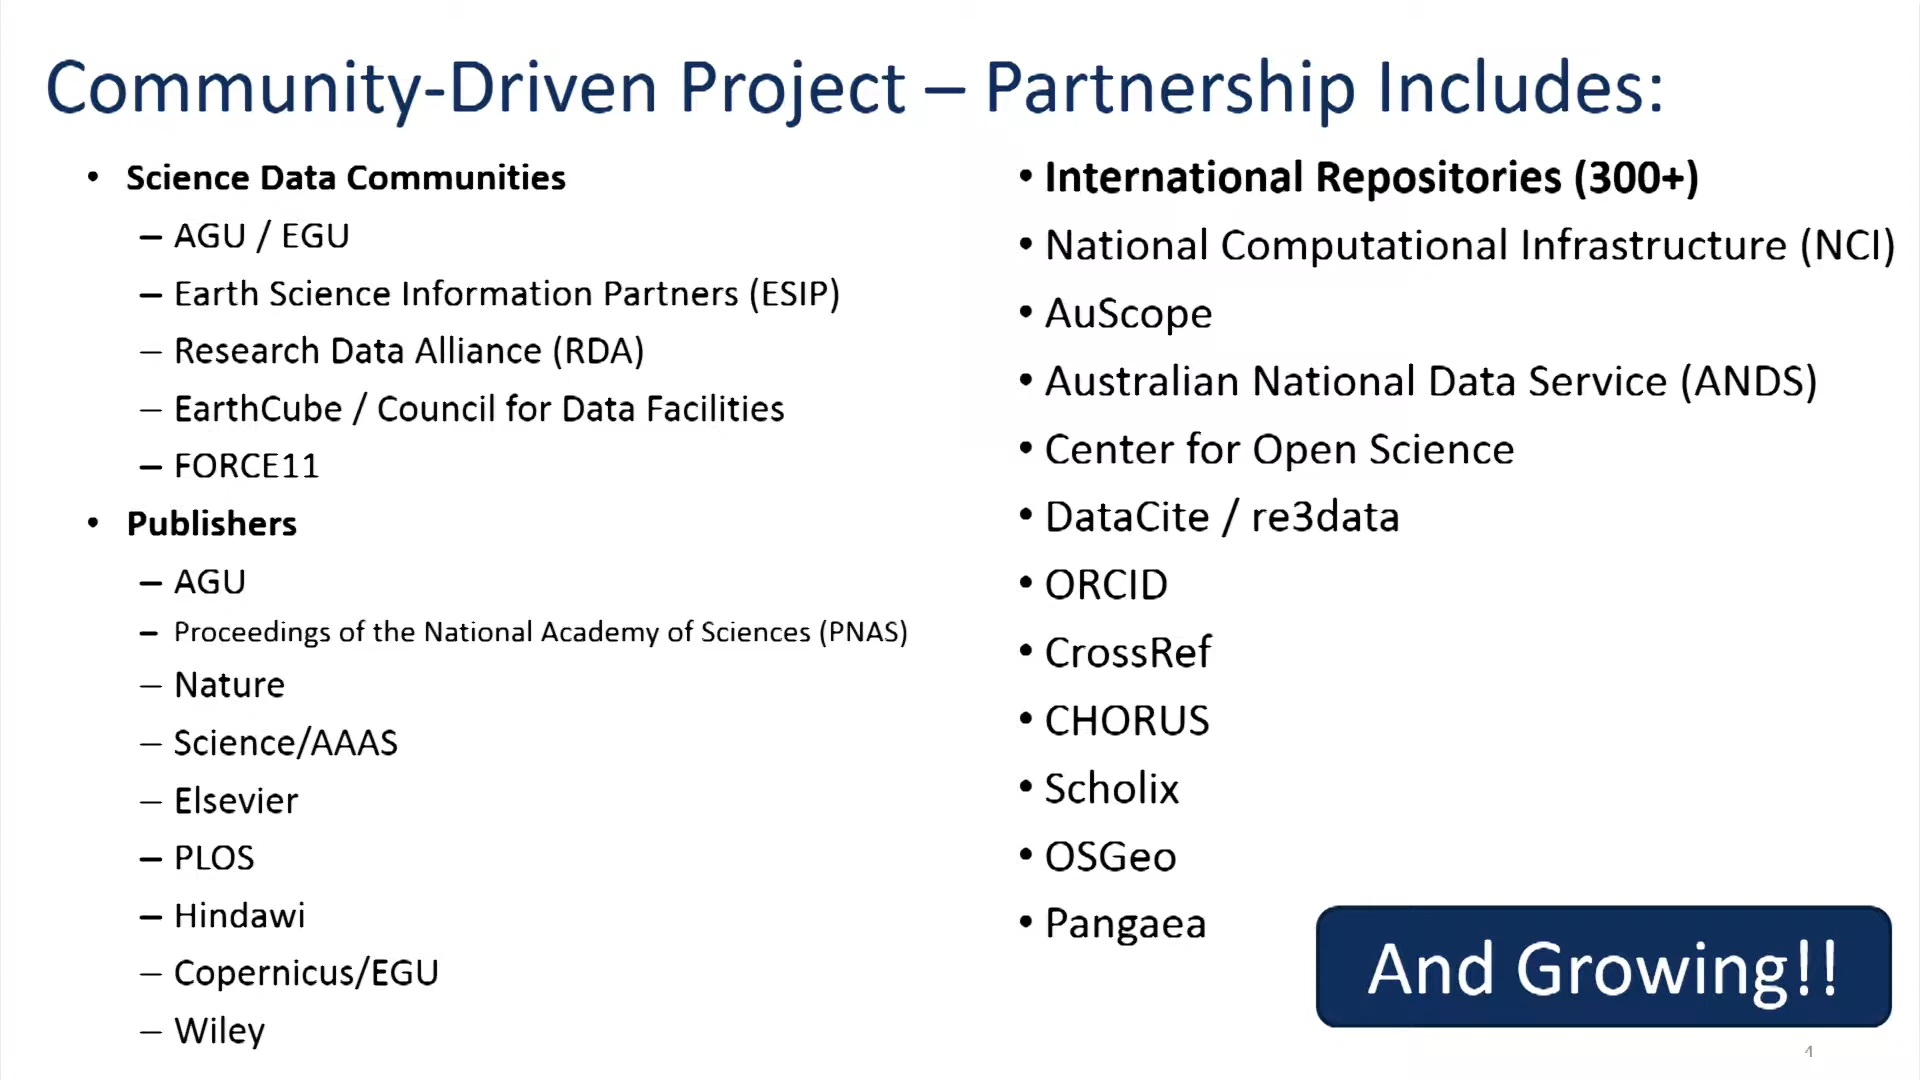 Community-Driven Project – Partnership Includes:
• Science Data Communities
– AGU / EGU
– Earth Science Information Partners (ESIP)
– Research Data Alliance (RDA)
– EarthCube / Council for Data Facilities
– FORCE11
• Publishers
– AGU
– Proceedings of the National Academy of Sciences (PNAS)
– Nature
– Science/AAAS
– Elsevier
– PLOS
– Hindawi
– Copernicus/EGU
– Wiley
• International Repositories (300+)
• National Computational Infrastructure (NCI)
• AuScope
• Australian National Data Service (ANDS)
• Center for Open Science
• DataCite / re3data
• ORCID
• CrossRef
• CHORUS
• Scholix
• OSGeo
• Pangaea
And Growing!!
4